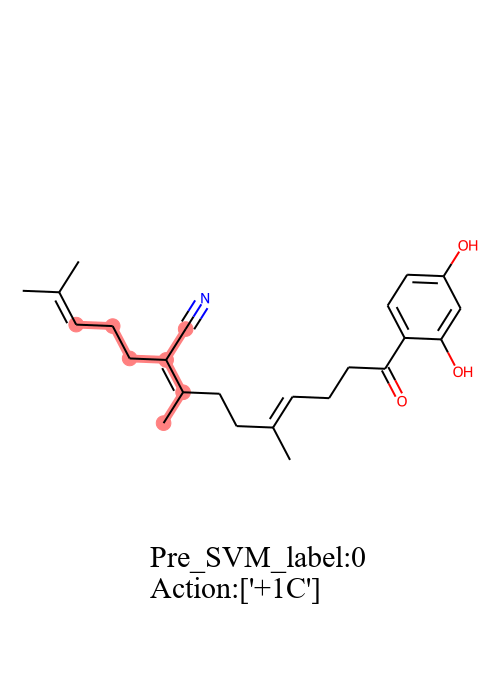 OH
N
OH
O
Pre_SVM_label:0
Action:['+1C']